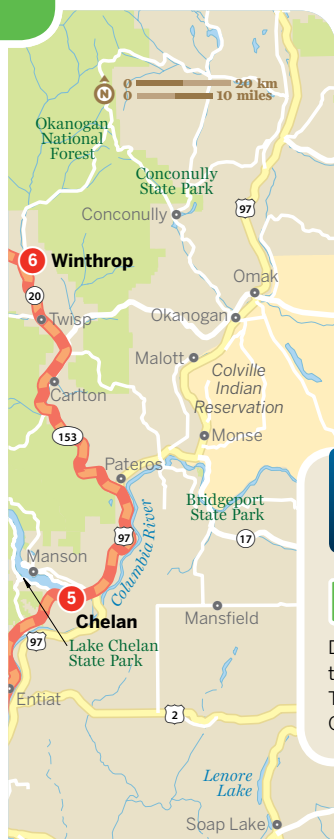 0 20 km
N
0 10 miles
Okanogan
National
Forest
Conconully
State Park
97
Conconully
6 Winthrop
Omak
20
Okanogan
Twisp
Malott
Colville
Indian
Reservation
Carlton
153
Monse
Pateros
Bridgeport
State Park
97
17
Columbia River
Manson
5
Chelan
Mansfield
97
Lake Chelan
State Park
Entiat
2
D
t
T
C
Lenore
Lake
Soap Lake